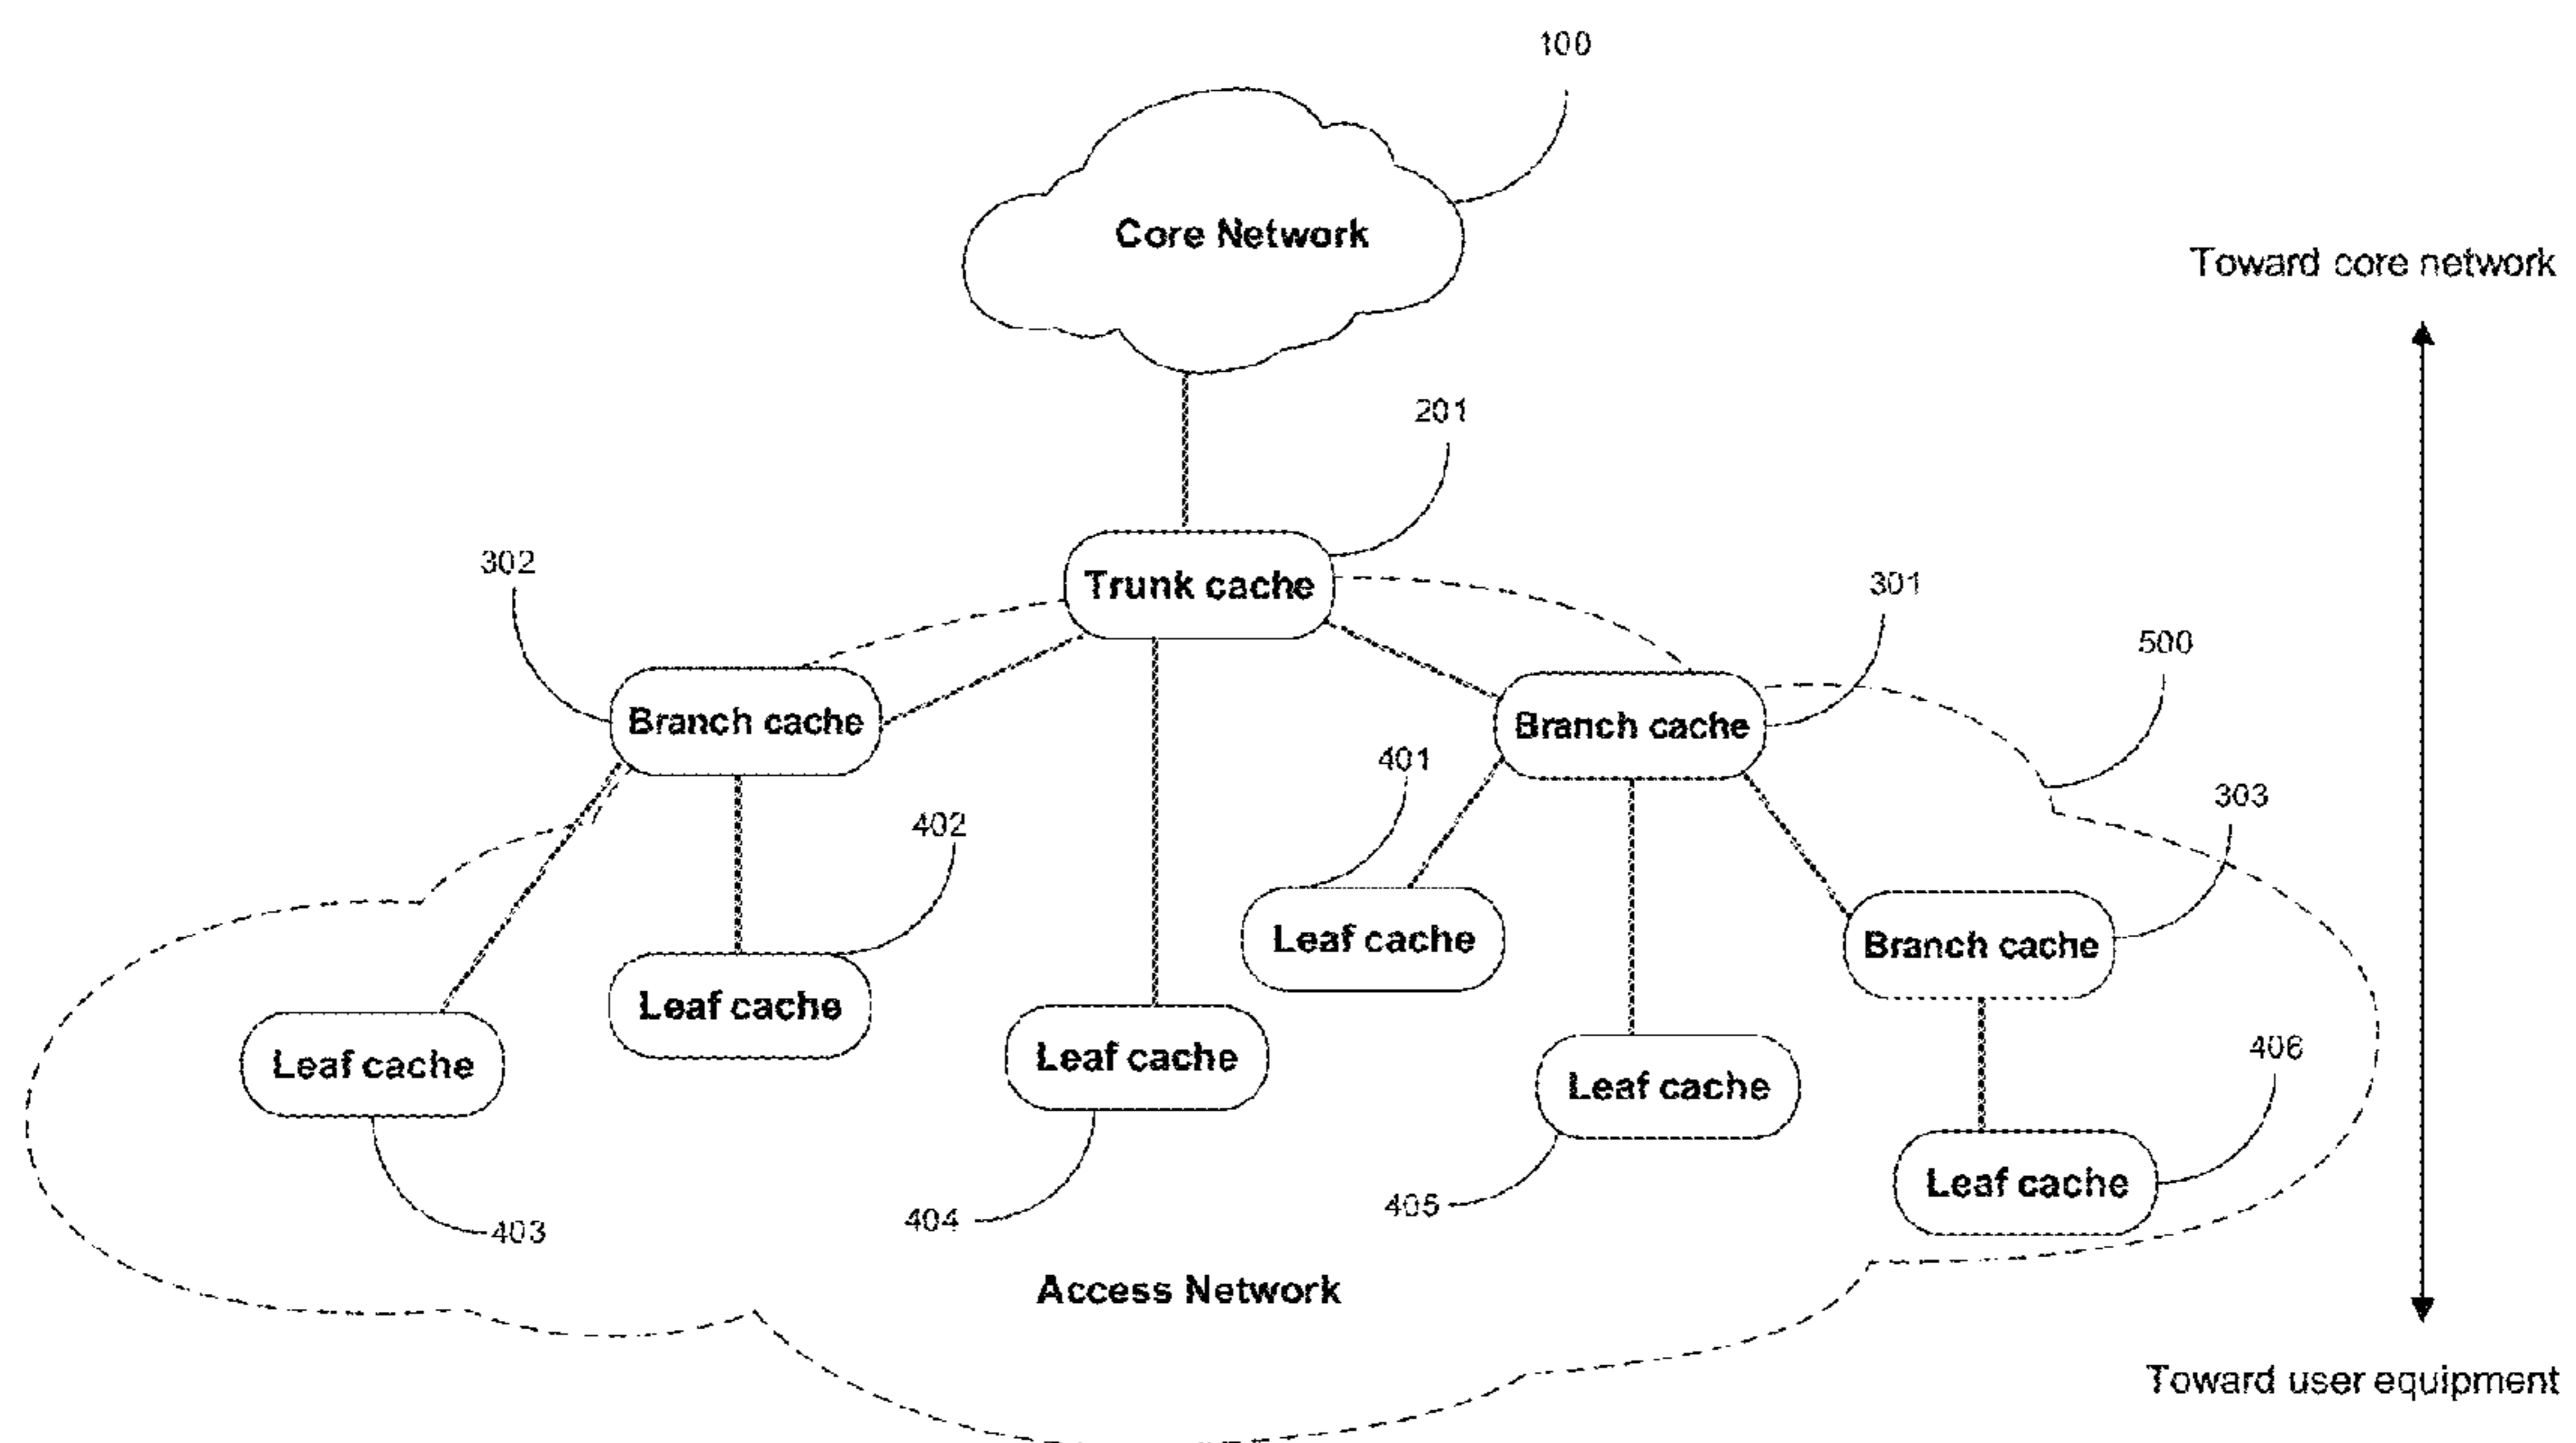 100
Core Network
Toward core network
201
302
Trunk cache
301
500
Branch cache
Branch cache
401
303
402
Leaf cache
Branch cache
Leaf cache
Leaf cache
Leaf cache
Leaf cache
406
Leaf cache
403
404
405
Access Network
Toward user equipment